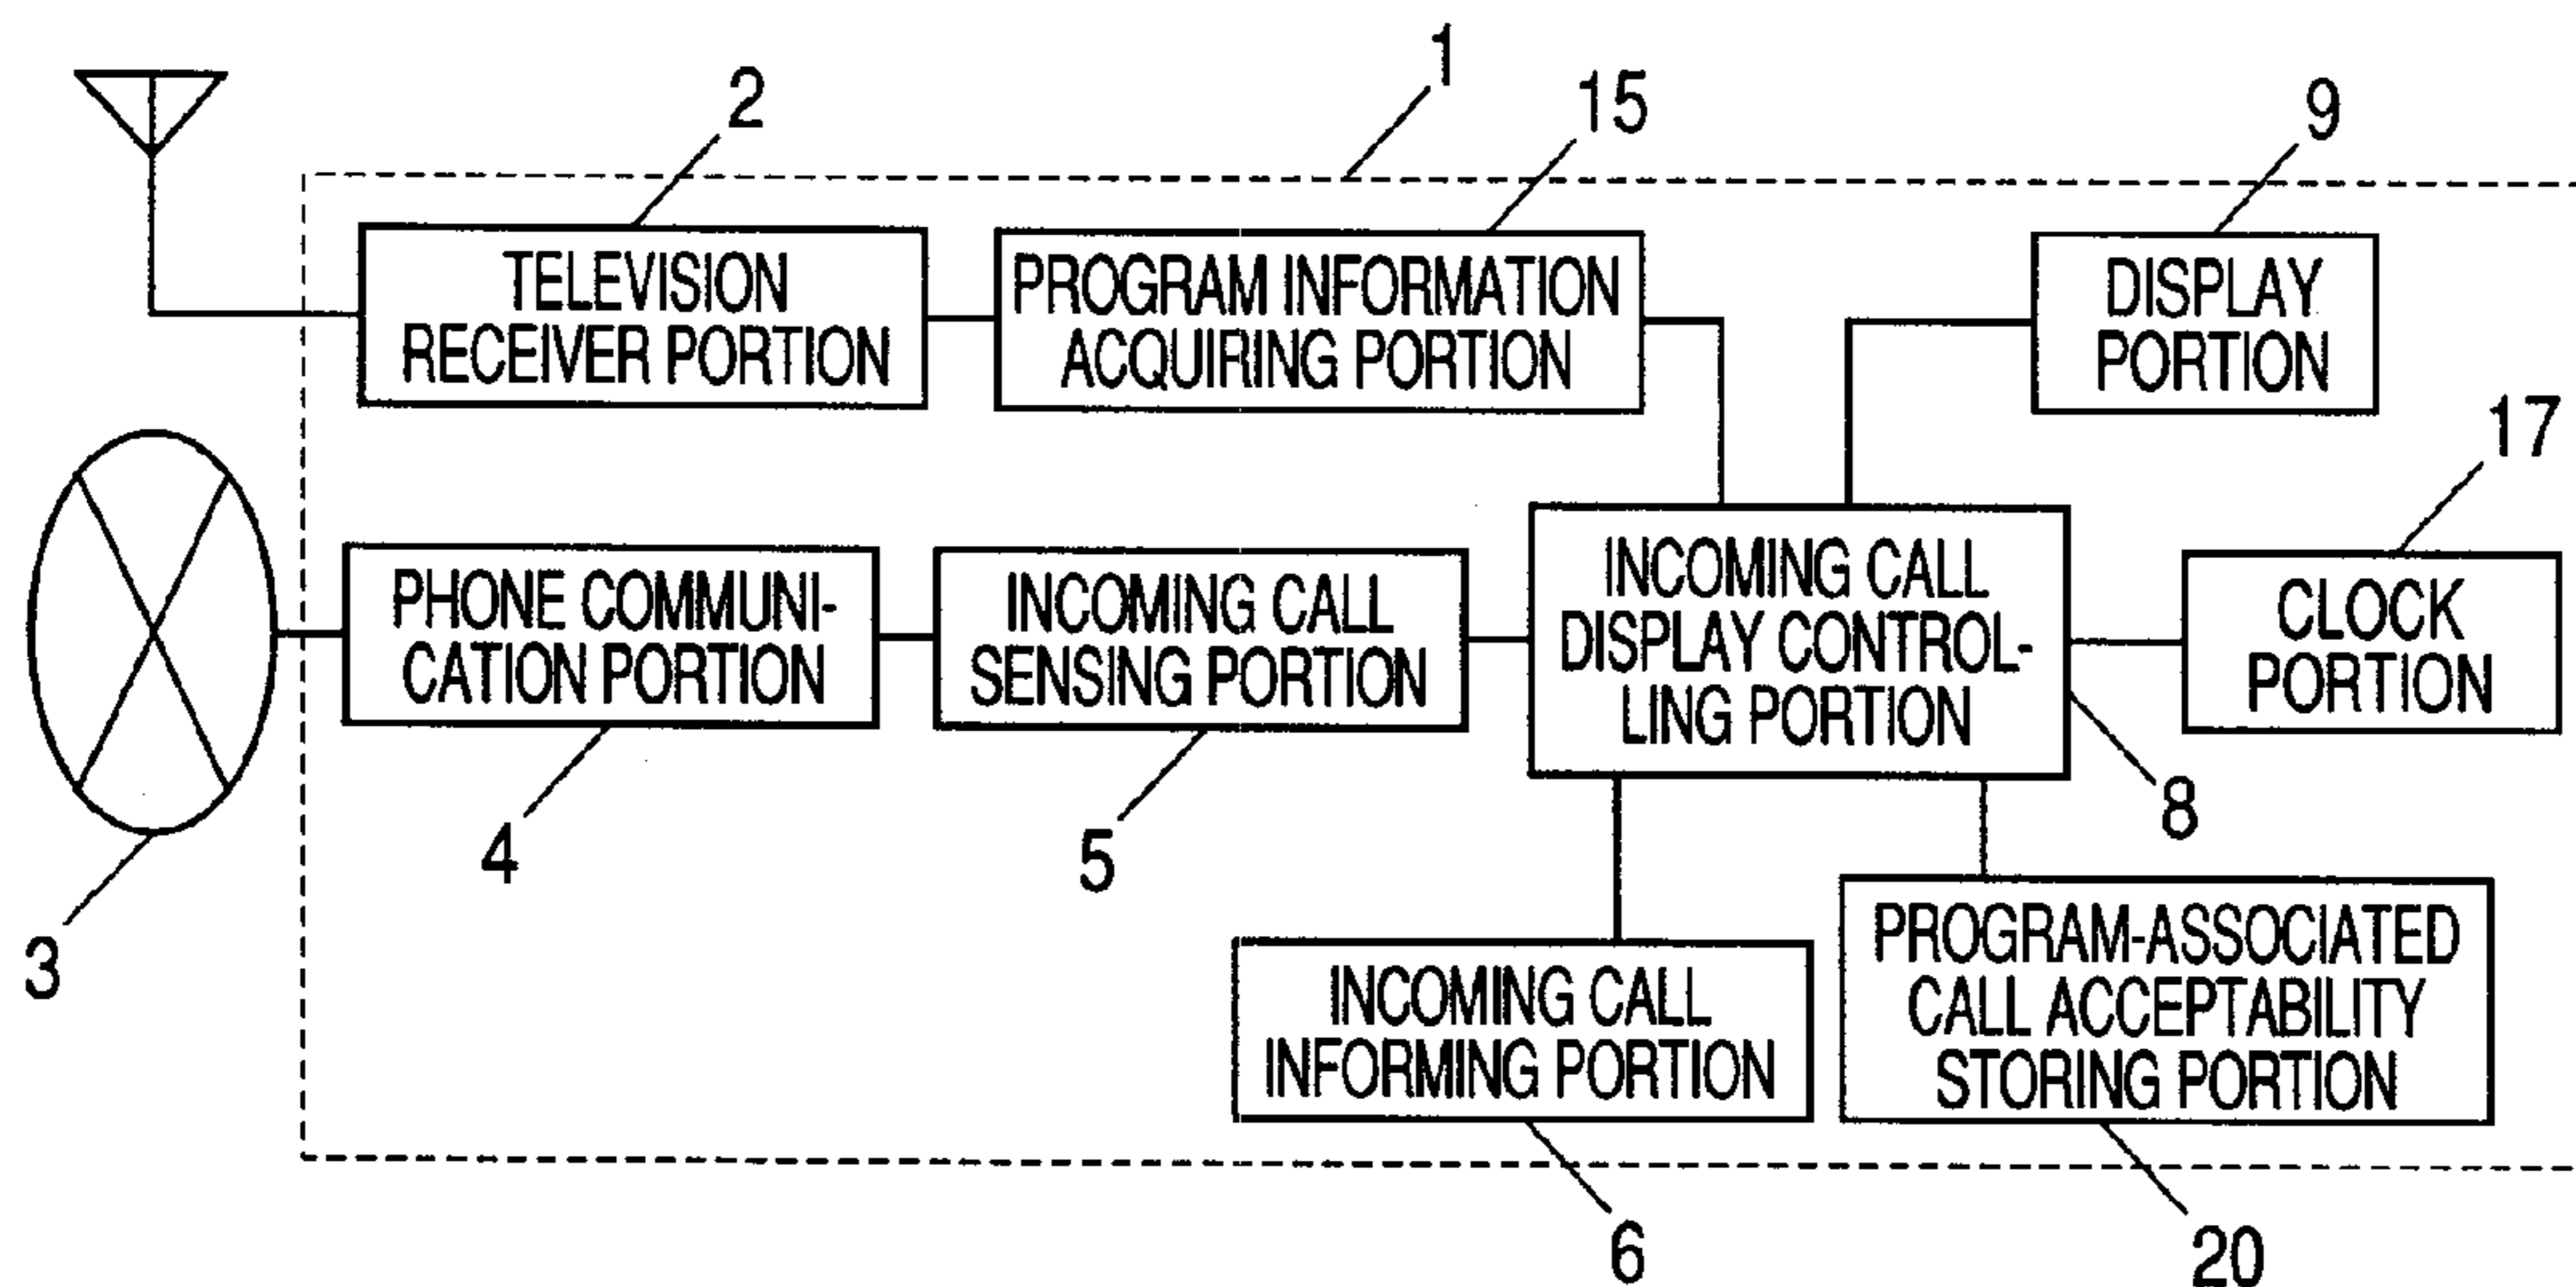 1
2
15
9
TELEVISION
RECEIVER PORTION
PROGRAM INFORMATION
ACQUIRING PORTION
DISPLAY
PORTION
17
PHONE COMMUNI-
CATION PORTION
INCOMING CALL
SENSING PORTION
INCOMING CALL
DISPLAY CONTROL-
LING PORTION
CLOCK
PORTION
3
4
5
8
INCOMING CALL
INFORMING PORTION
PROGRAM-ASSOCIATED
CALL ACCEPTABILITY
STORING PORTION
6
20